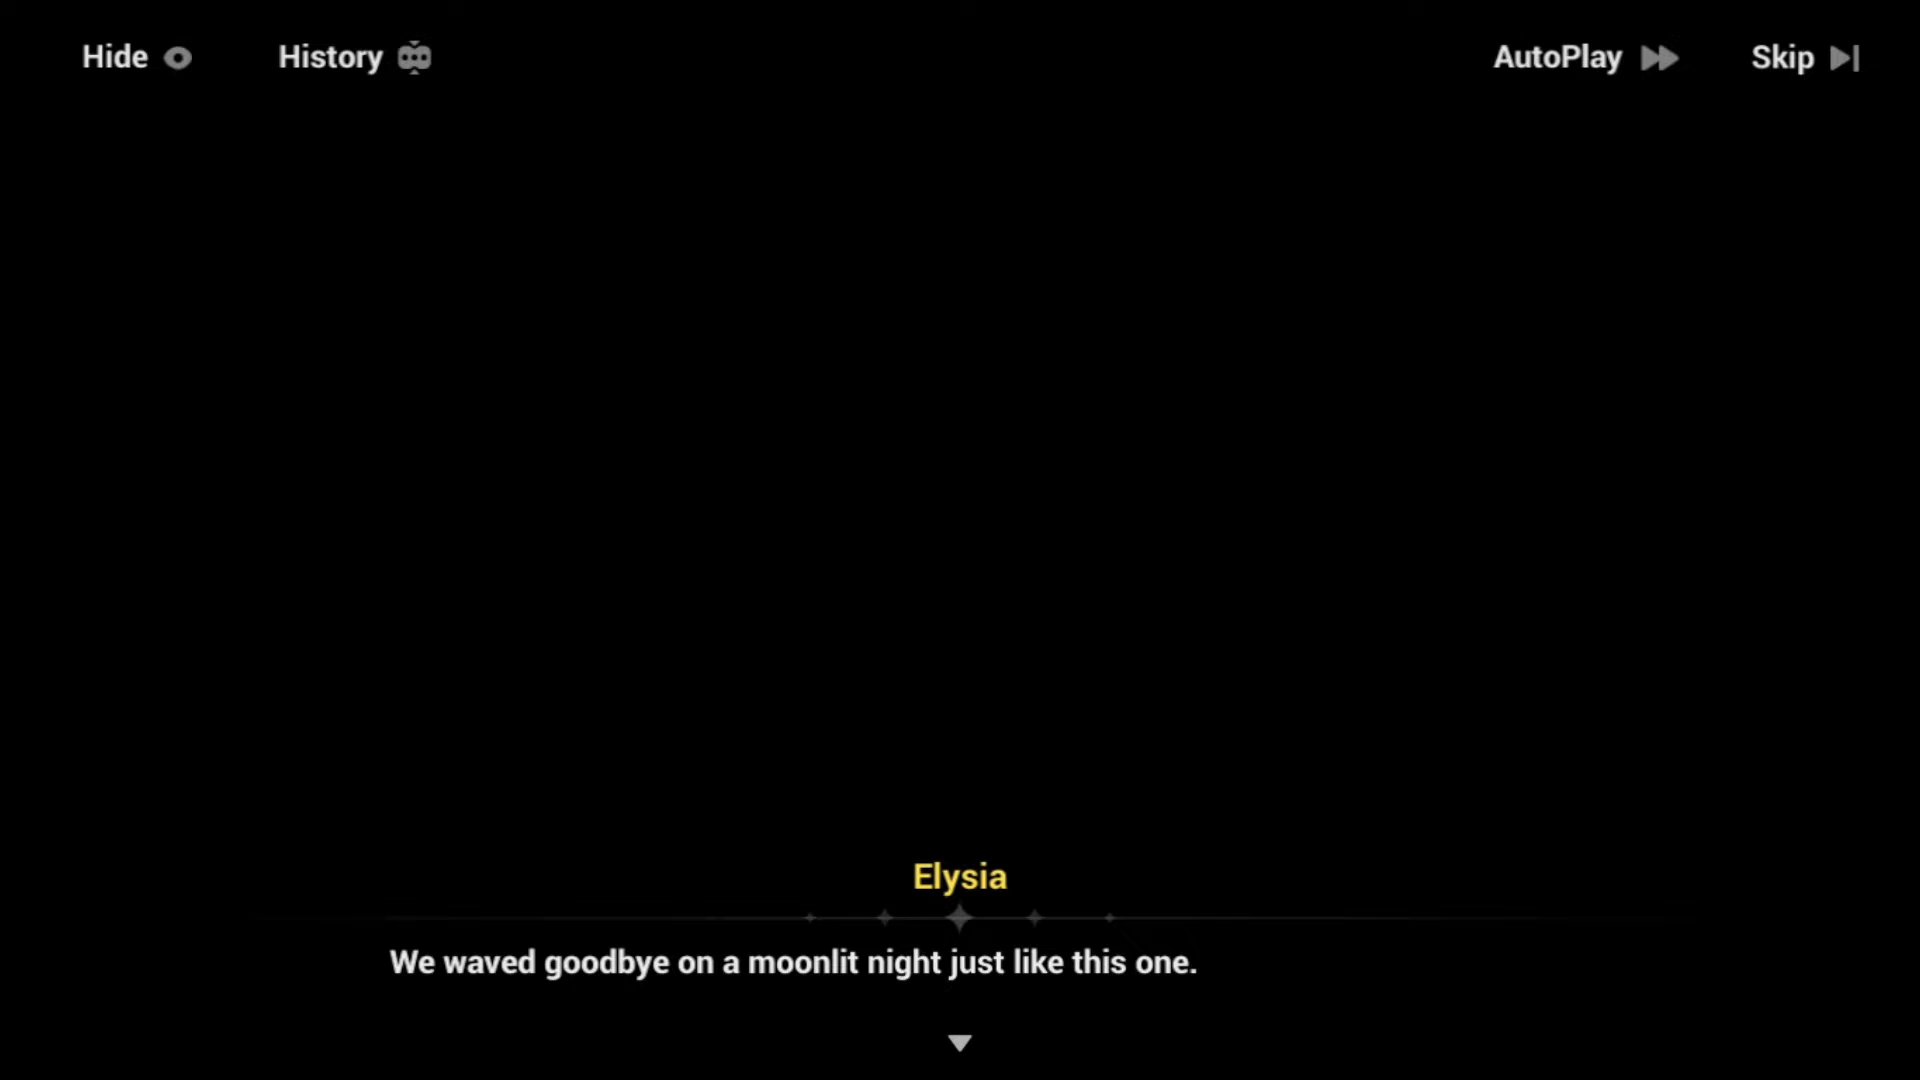 Hide
History
AutoPlay
Skip
Elysia
We waved goodbye on a moonlit night just like this one.